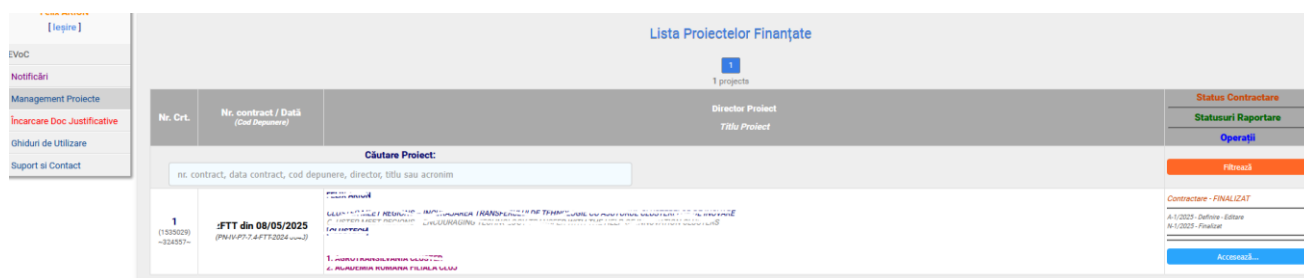 [Ieșire]
Lista Proiectelor Finanțate
EVoC
1
1 projects
Notificări
Management Proiecte
Încarcare Doc Justificative
Ghiduri de Utilizare
Suport si Contact
Nr. Crt.
Nr. contract / Dată
(Cod Depunere)
Director Proiect
Titlu Proiect
Status Contractare
Statusuri Raportare
Operații
Căutare Proiect:
nr. contract, data contract, cod depunere, director, titlu sau acronim
Filtrează
1
(1535029)
~324557~
:FTT din 08/05/2025
Contractare - FINALIZAT
A-1/2025 - Definire - Editare
N-1/2025 - Finalizat
Accesează...
1. AGROTRANSILVANIA CLUSTER
2. ACADEMIA ROMANA FILIALA CLUJ